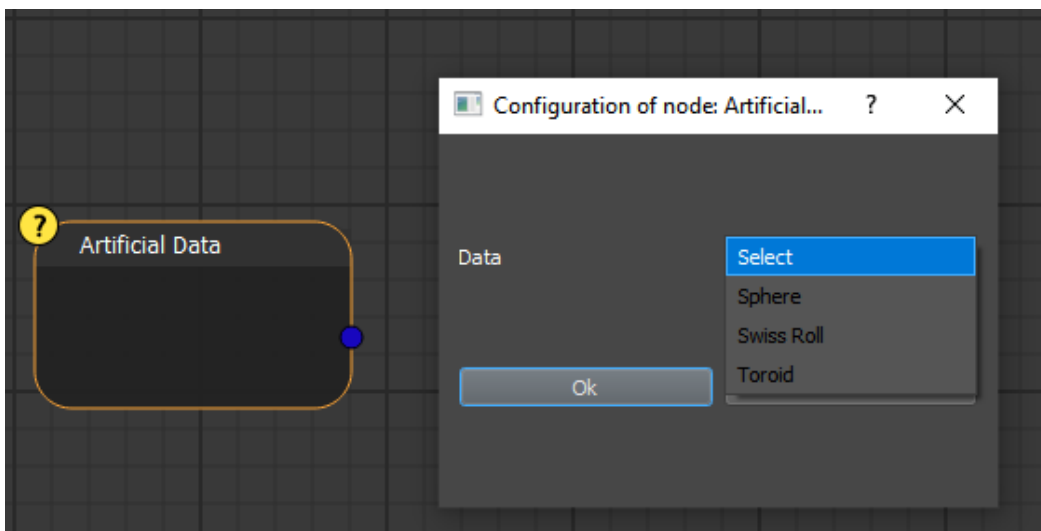 Configuration of node: Artificial... ?
?
Artificial Data
Data
Select
Sphere
Swiss Roll
Toroid
Ok